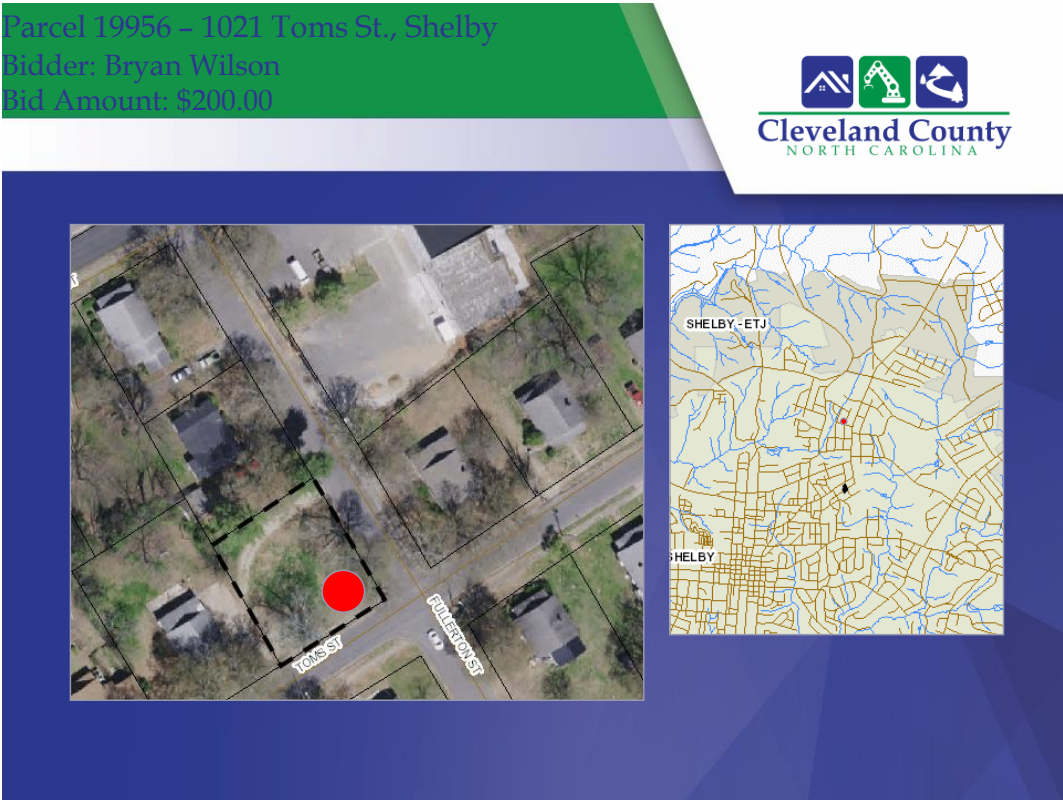 Parcel 19956 – 1021 Toms St., Shelby
Bidder: Bryan Wilson
Bid Amount: $200.00
Cleveland County
NORTH CAROLINA
SHELBY - ETJ
SHELBY
TOMS ST
FULLERTON ST